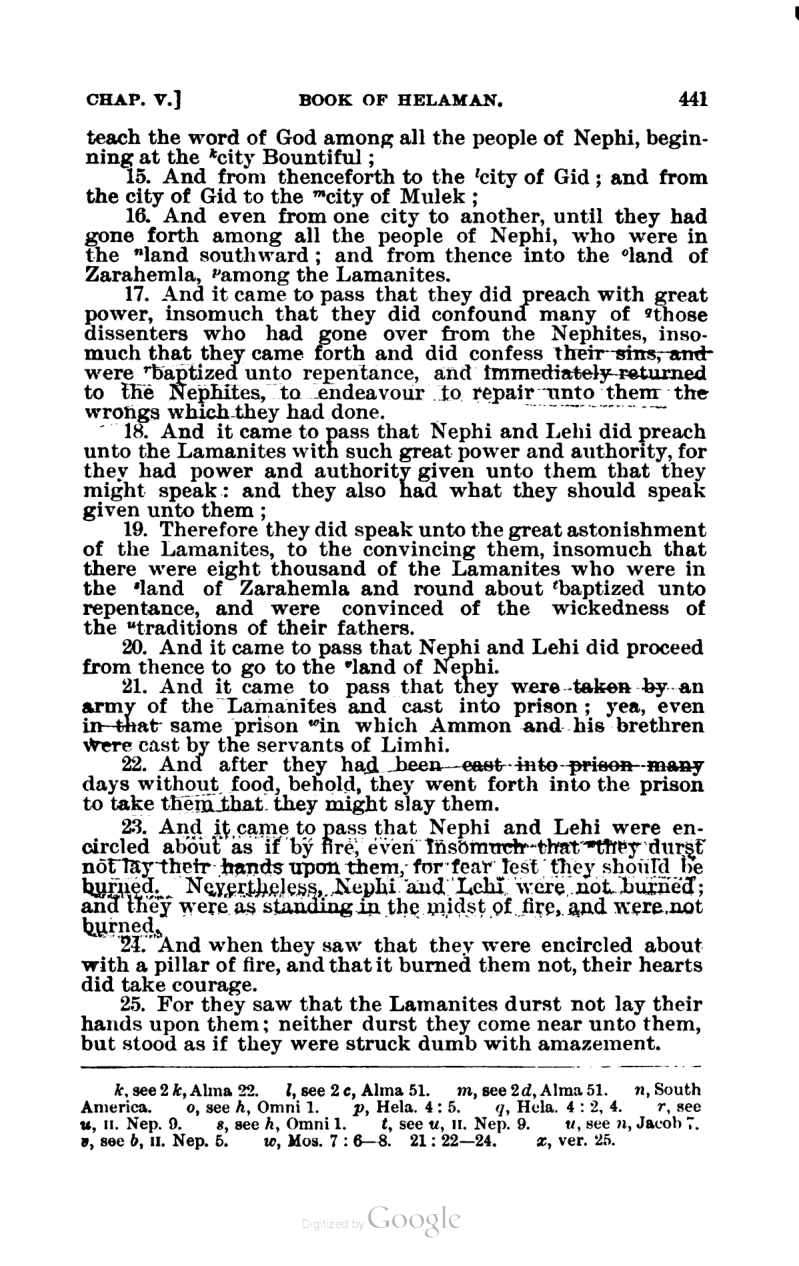 CHAP. V.] BOOK OF HELAMAN. 441
teach the word of God among all the people of Nephi, begin-
ning at the kcity Bountiful ;
15. And from thenceforth to the lcity of Gid ; and from
the city of Gid to the mcity of Mulek ;
16. And even from one city to another, until they had
gone forth among all the people of Nephi, who were in
the nland southward ; and from thence into the oland of
Zarahemla, pamong the Lamanites.
17. And it came to pass that they did preach with great
power, insomuch that they did confound many of qthose
dissenters who had gone over from the Nephites, inso-
much that they came forth and did confess their sins, and
were rbaptized unto repentance, and immediately returned
to the Nephites, to endeavour to repair unto them the
wrongs which they had done.
18. And it came to pass that Nephi and Lehi did preach
unto the Lamanites with such great power and authority, for
they had power and authority given unto them that they
might speak : and they also had what they should speak
given unto them ;
19. Therefore they did speak unto the great astonishment
of the Lamanites, to the convincing them, insomuch that
there were eight thousand of the Lamanites who were in
the sland of Zarahemla and round about tbaptized unto
repentance, and were convinced of the wickedness of
the utraditions of their fathers.
20. And it came to pass that Nephi and Lehi did proceed
from thence to go to the vland of Nephi.
21. And it came to pass that they were taken by an
army of the Lamanites and cast into prison ; yea, even
in that same prison win which Ammon and his brethren
were cast by the servants of Limhi.
22. And after they had been cast into prison many
days without food, behold, they went forth into the prison
to take them that they might slay them.
23. And it came to pass that Nephi and Lehi were en-
circled about as if by fire, even insomuch that xthey durst
not lay their hands upon them, for fear lest they should be
burned. Nevertheless, Nephi and Lehi were not burned ;
and they were as standing in the midst of fire, and were not
burned.
24. And when they saw that they were encircled about
with a pillar of fire, and that it burned them not, their hearts
did take courage.
25. For they saw that the Lamanites durst not lay their
hands upon them ; neither durst they come near unto them,
but stood as if they were struck dumb with amazement.
k, see 2 k, Alma 22. l, see 2 e, Alma 51. m, see 2 d, Alma 51. n, South
America. o, see h, Omni 1. p, Hela. 4 : 5. q, Hela. 4 : 2, 4. r, see
u, II. Nep. 9. s, see h, Omni 1. t, see u, II. Nep. 9. u, see n, Jacob 7.
v, see b, II. Nep. 5. w, Mos. 7 : 6—8. 21 : 22—24. x, ver. 25.
Digitized by Google